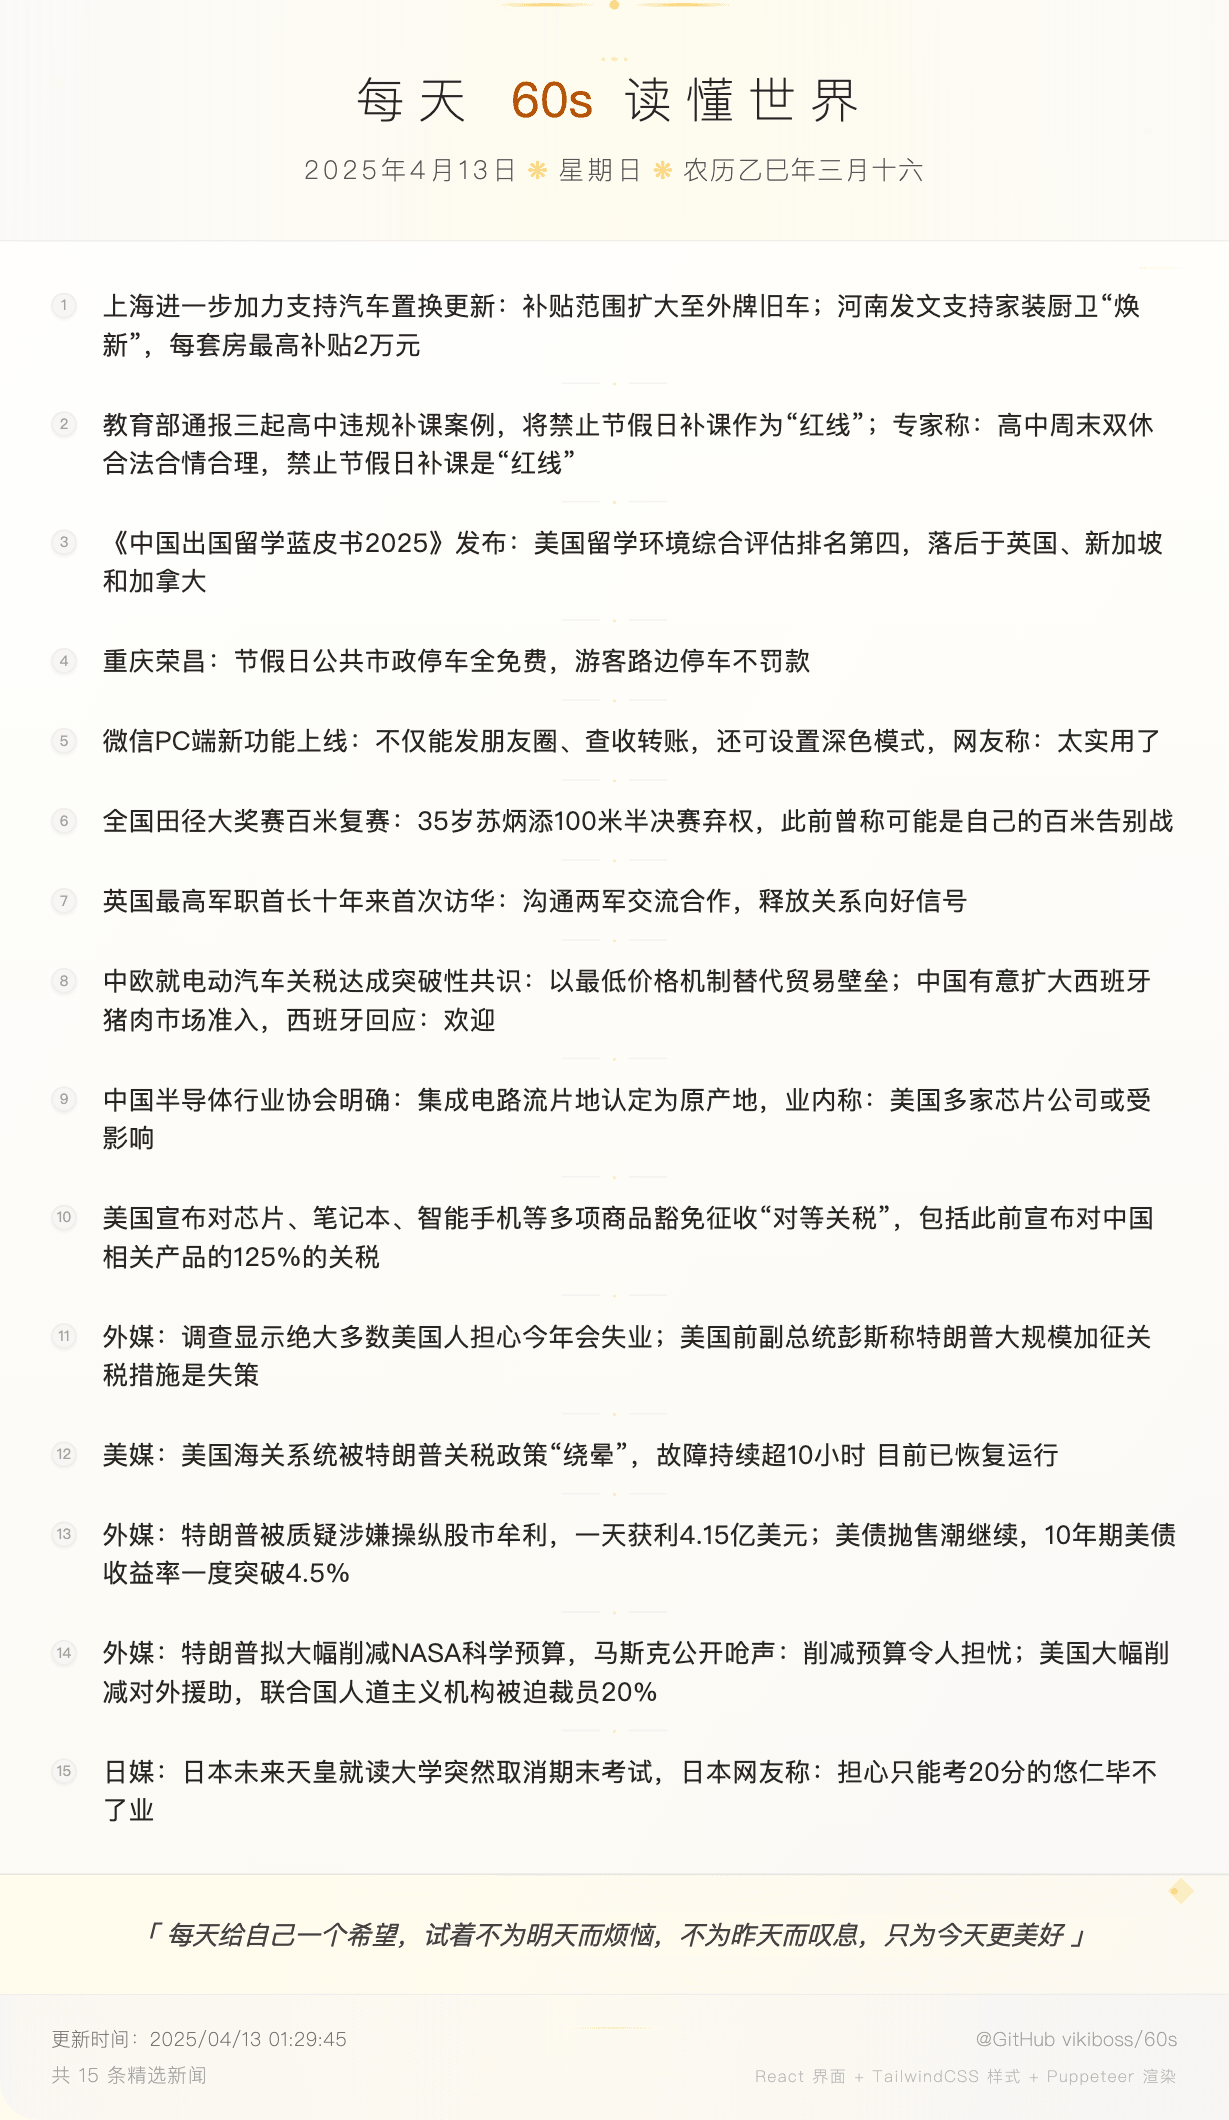 每天 60s 读懂世界
2025年4月13日 ❋ 星期日 ❋ 农历乙巳年三月十六
1 上海进一步加力支持汽车置换更新：补贴范围扩大至外牌旧车；河南发文支持家装厨卫“焕
新”，每套房最高补贴2万元
2 教育部通报三起高中违规补课案例，将禁止节假日补课作为“红线”；专家称：高中周末双休
合法合情合理，禁止节假日补课是“红线”
3 《中国出国留学蓝皮书2025》发布：美国留学环境综合评估排名第四，落后于英国、新加坡
和加拿大
4 重庆荣昌：节假日公共市政停车全免费，游客路边停车不罚款
5 微信PC端新功能上线：不仅能发朋友圈、查收转账，还可设置深色模式，网友称：太实用了
6 全国田径大奖赛百米复赛：35岁苏炳添100米半决赛弃权，此前曾称可能是自己的百米告别战
7 英国最高军职首长十年来首次访华：沟通两军交流合作，释放关系向好信号
8 中欧就电动汽车关税达成突破性共识：以最低价格机制替代贸易壁垒；中国有意扩大西班牙
猪肉市场准入，西班牙回应：欢迎
9 中国半导体行业协会明确：集成电路流片地认定为原产地，业内称：美国多家芯片公司或受
影响
10 美国宣布对芯片、笔记本、智能手机等多项商品豁免征收“对等关税”，包括此前宣布对中国
相关产品的125%的关税
11 外媒：调查显示绝大多数美国人担心今年会失业；美国前副总统彭斯称特朗普大规模加征关
税措施是失策
12 美媒：美国海关系统被特朗普关税政策“绕晕”，故障持续超10小时 目前已恢复运行
13 外媒：特朗普被质疑涉嫌操纵股市牟利，一天获利4.15亿美元；美债抛售潮继续，10年期美债
收益率一度突破4.5%
14 外媒：特朗普拟大幅削减NASA科学预算，马斯克公开呛声：削减预算令人担忧；美国大幅削
减对外援助，联合国人道主义机构被迫裁员20%
15 日媒：日本未来天皇就读大学突然取消期末考试，日本网友称：担心只能考20分的悠仁毕不
了业
「 每天给自己一个希望，试着不为明天而烦恼，不为昨天而叹息，只为今天更美好 」
更新时间：2025/04/13 01:29:45
@GitHub vikiboss/60s
共 15 条精选新闻
React 界面 + TailwindCSS 样式 + Puppeteer 渲染